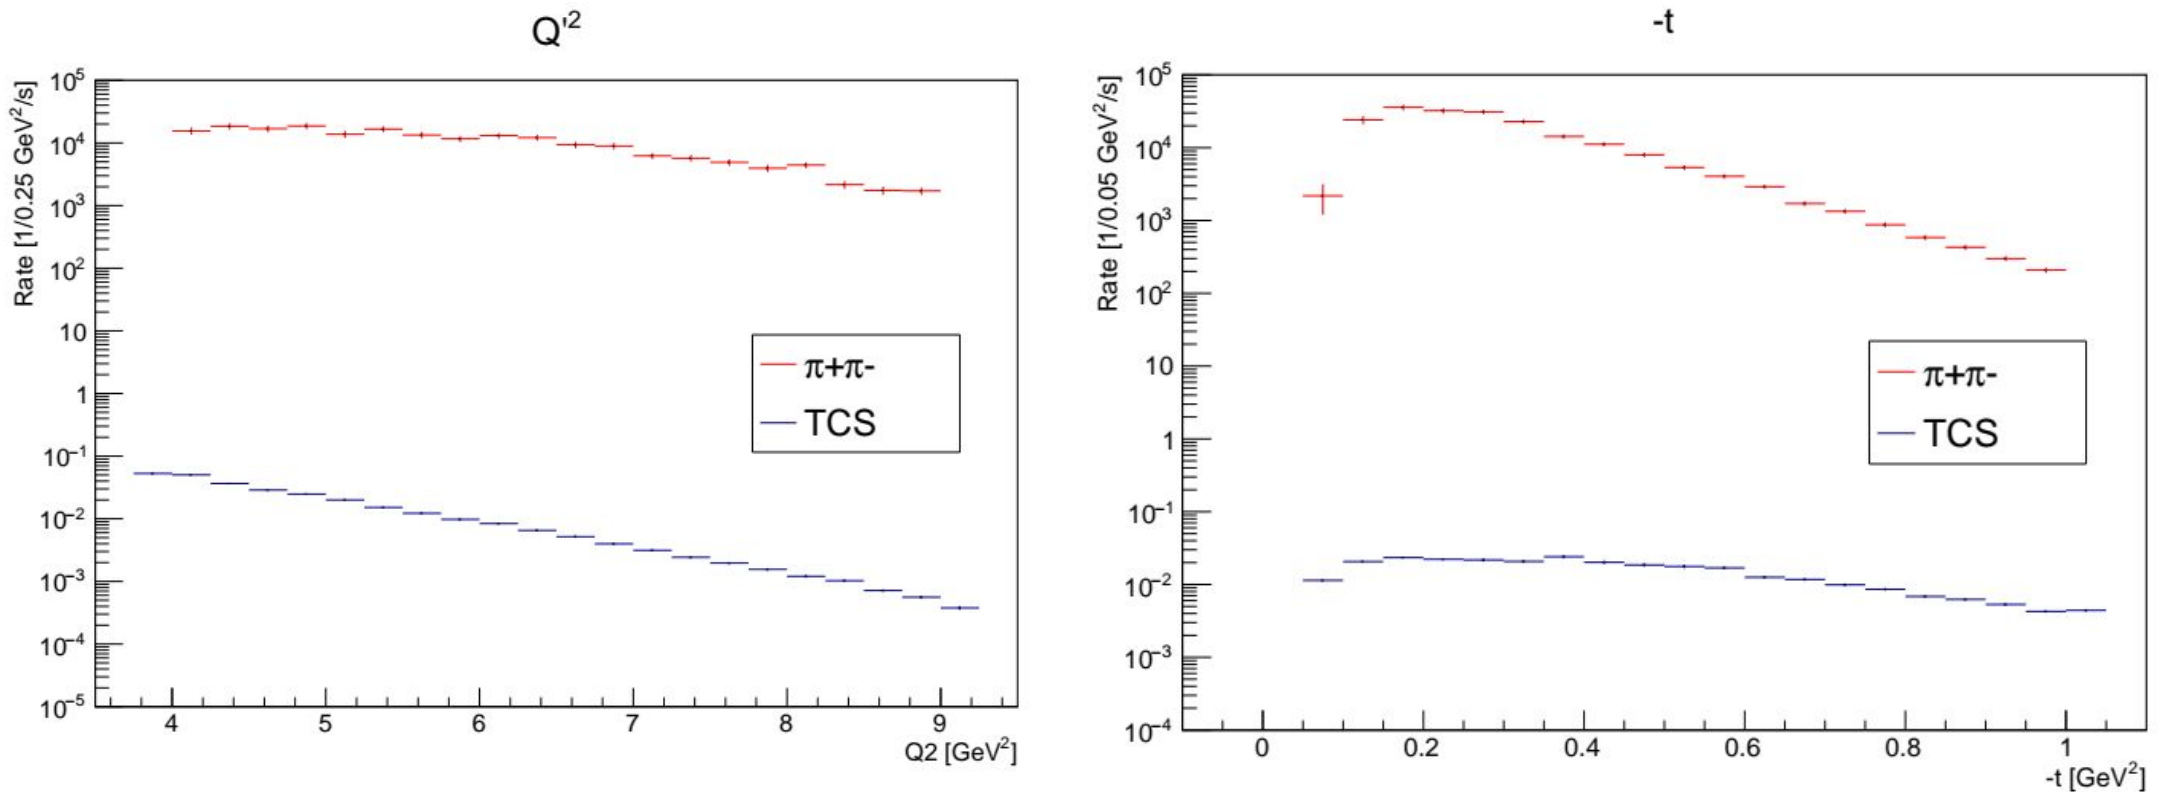 Q'²
Rate [1/0.25 GeV²/s]
10⁵
10⁴
10³
10²
10
1
10⁻¹
10⁻²
10⁻³
10⁻⁴
10⁻⁵
π+π-
TCS
4 5 6 7 8 9
Q2 [GeV²]
-t
Rate [1/0.05 GeV²/s]
10⁵
10⁴
10³
10²
10
1
10⁻¹
10⁻²
10⁻³
10⁻⁴
π+π-
TCS
0 0.2 0.4 0.6 0.8 1
-t [GeV²]